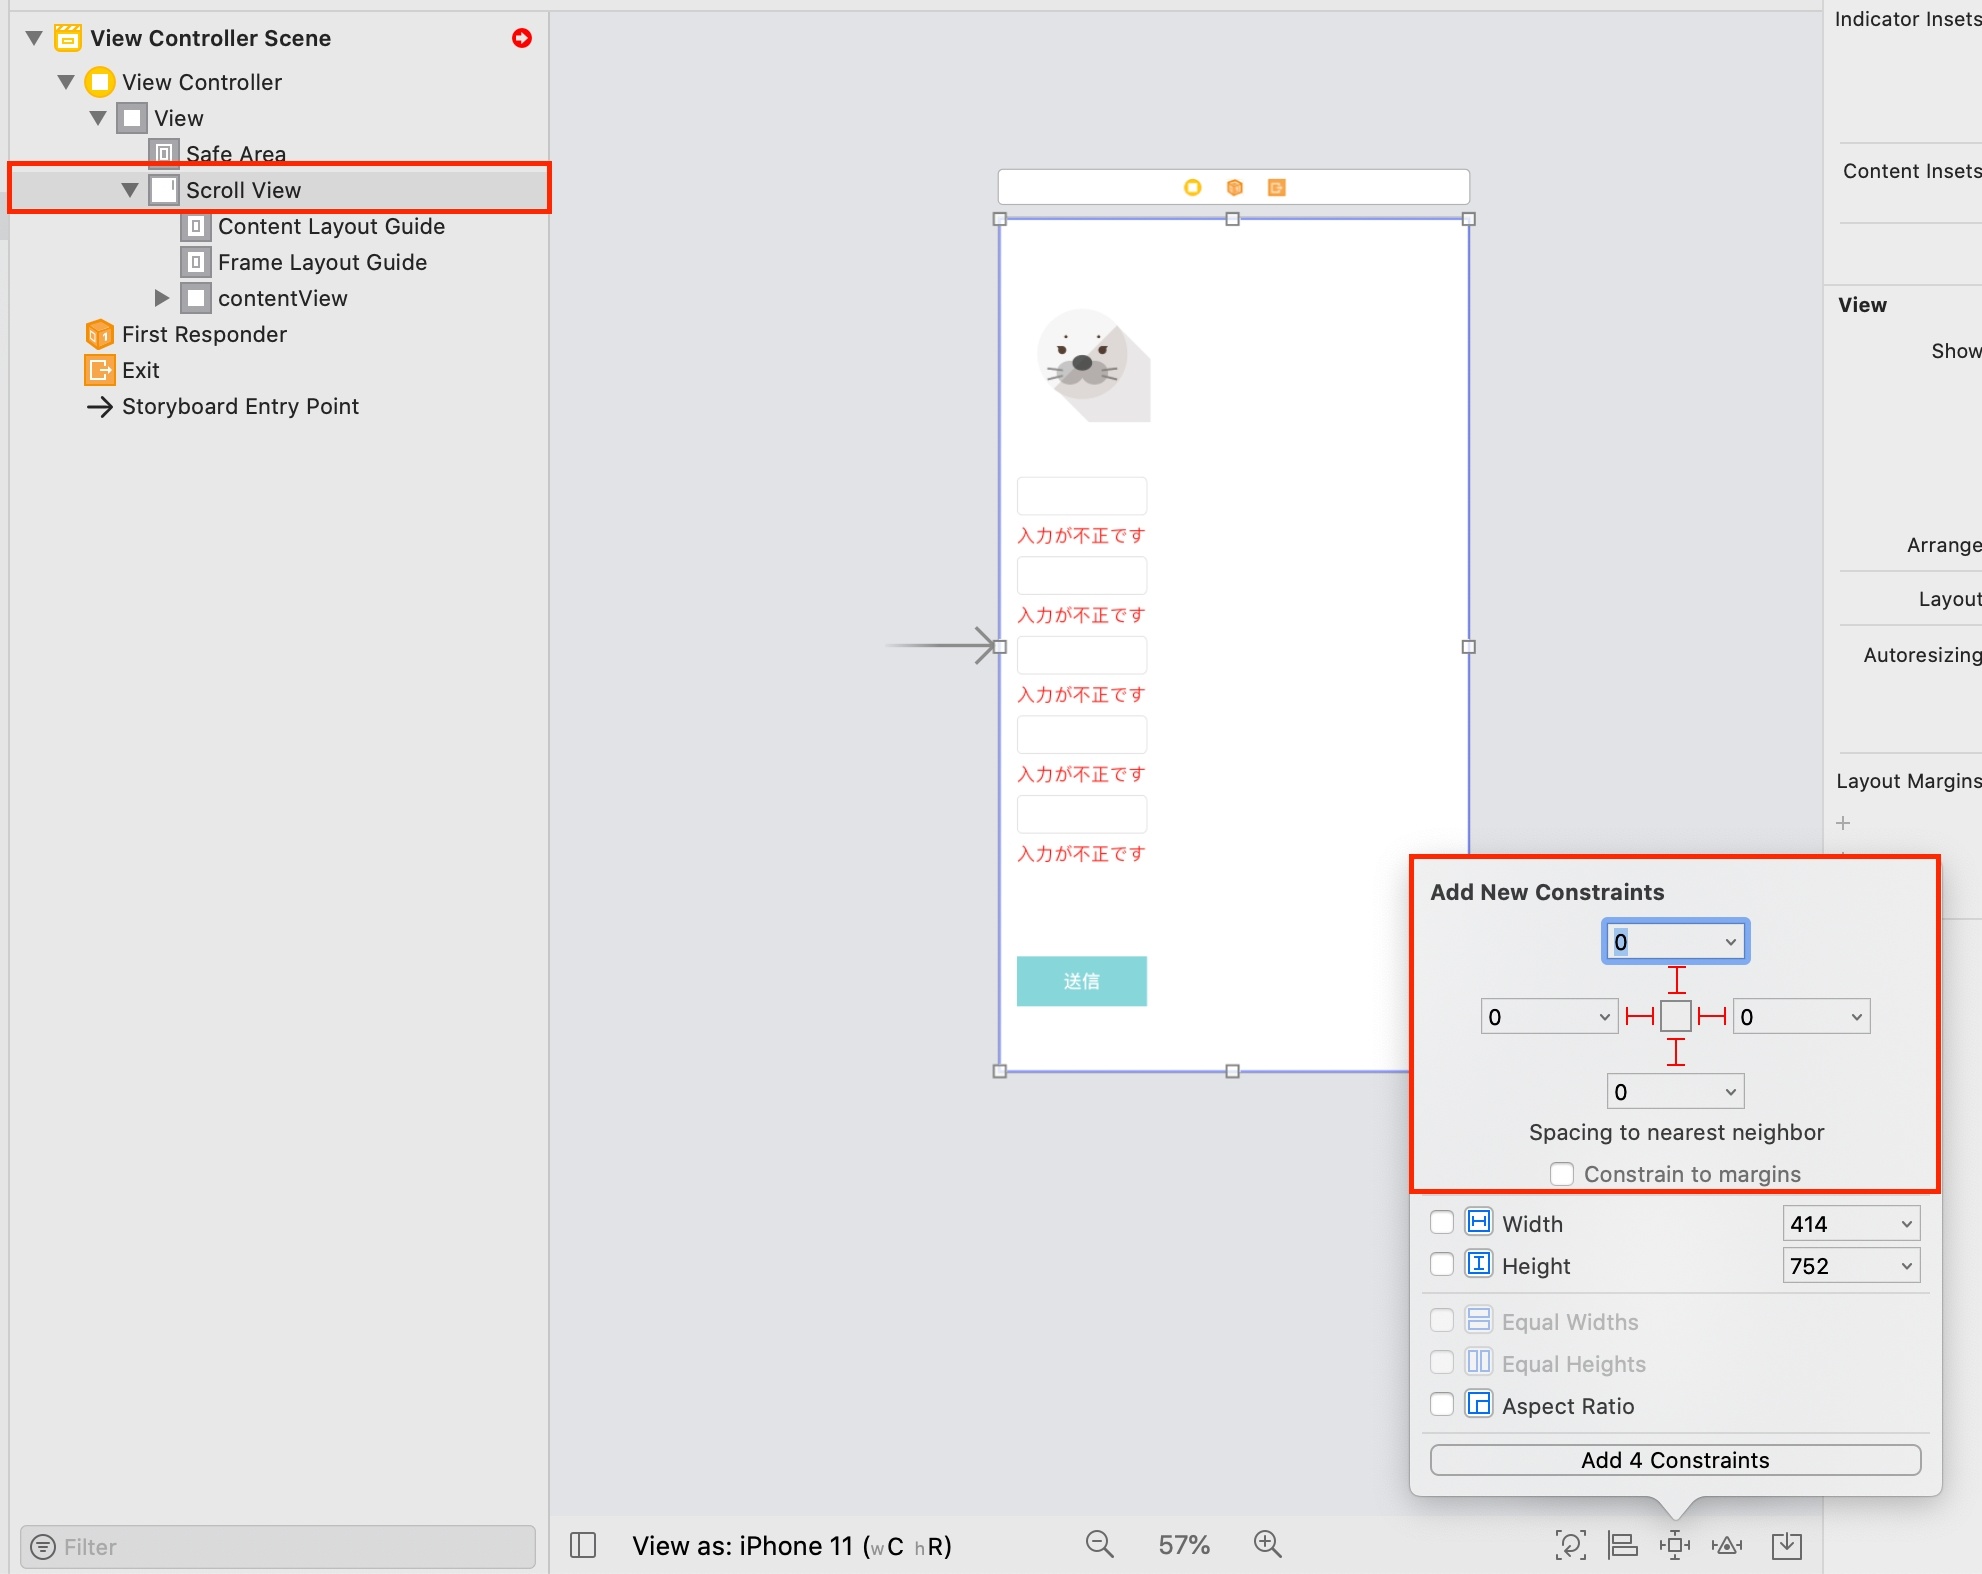 View Controller Scene
View Controller
View
Safe Area
Scroll View
Content Layout Guide
Frame Layout Guide
contentView
First Responder
Exit
Storyboard Entry Point
Filter
入力が不正です
入力が不正です
入力が不正です
入力が不正です
入力が不正です
送信
View as: iPhone 11 (wC hR)
57%
Indicator Insets
Content Insets
View
Show
Arrange
Layout
Autoresizing
Layout Margins
Add New Constraints
0
0 0
0
Spacing to nearest neighbor
Constrain to margins
Width 414
Height 752
Equal Widths
Equal Heights
Aspect Ratio
Add 4 Constraints